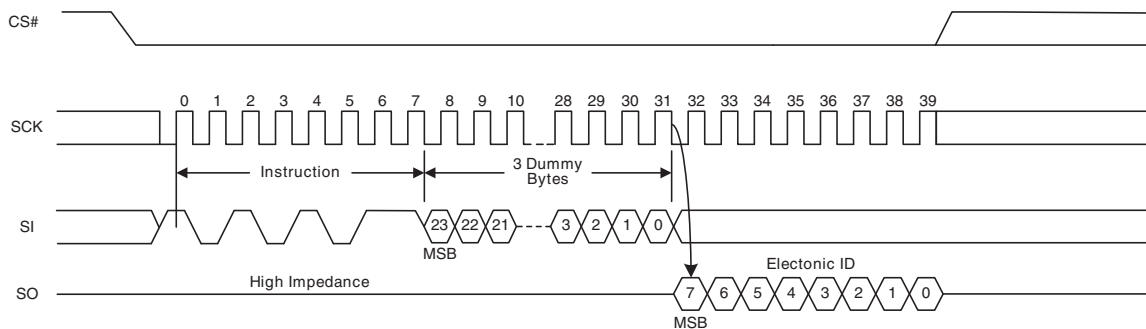 CS#
0 1 2 3 4 5 6 7 8 9 10 28 29 30 31 32 33 34 35 36 37 38 39
SCK
Instruction
3 Dummy
Bytes
SI
23 22 21 3 2 1 0
MSB
High Impedance
Electonic ID
SO
7 6 5 4 3 2 1 0
MSB